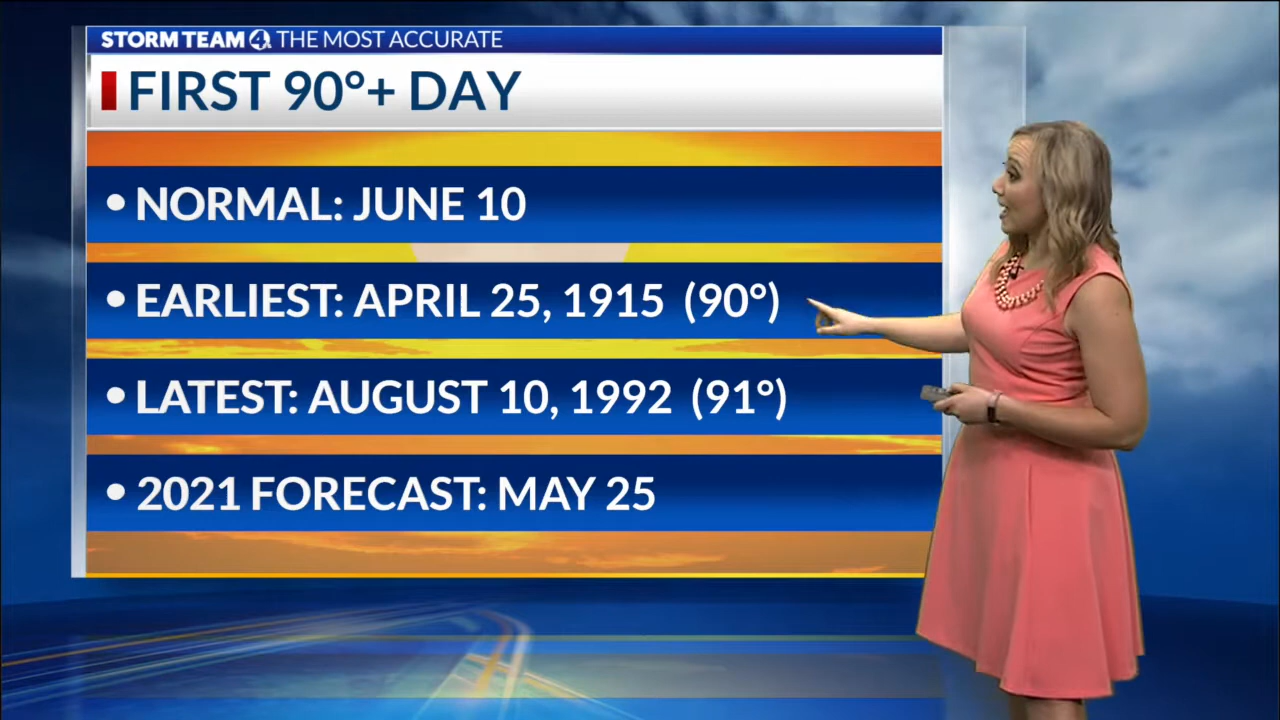 STORM TEAM 4 THE MOST ACCURATE
FIRST 90°+ DAY
• NORMAL: JUNE 10
• EARLIEST: APRIL 25, 1915 (90°)
• LATEST: AUGUST 10, 1992 (91°)
• 2021 FORECAST: MAY 25